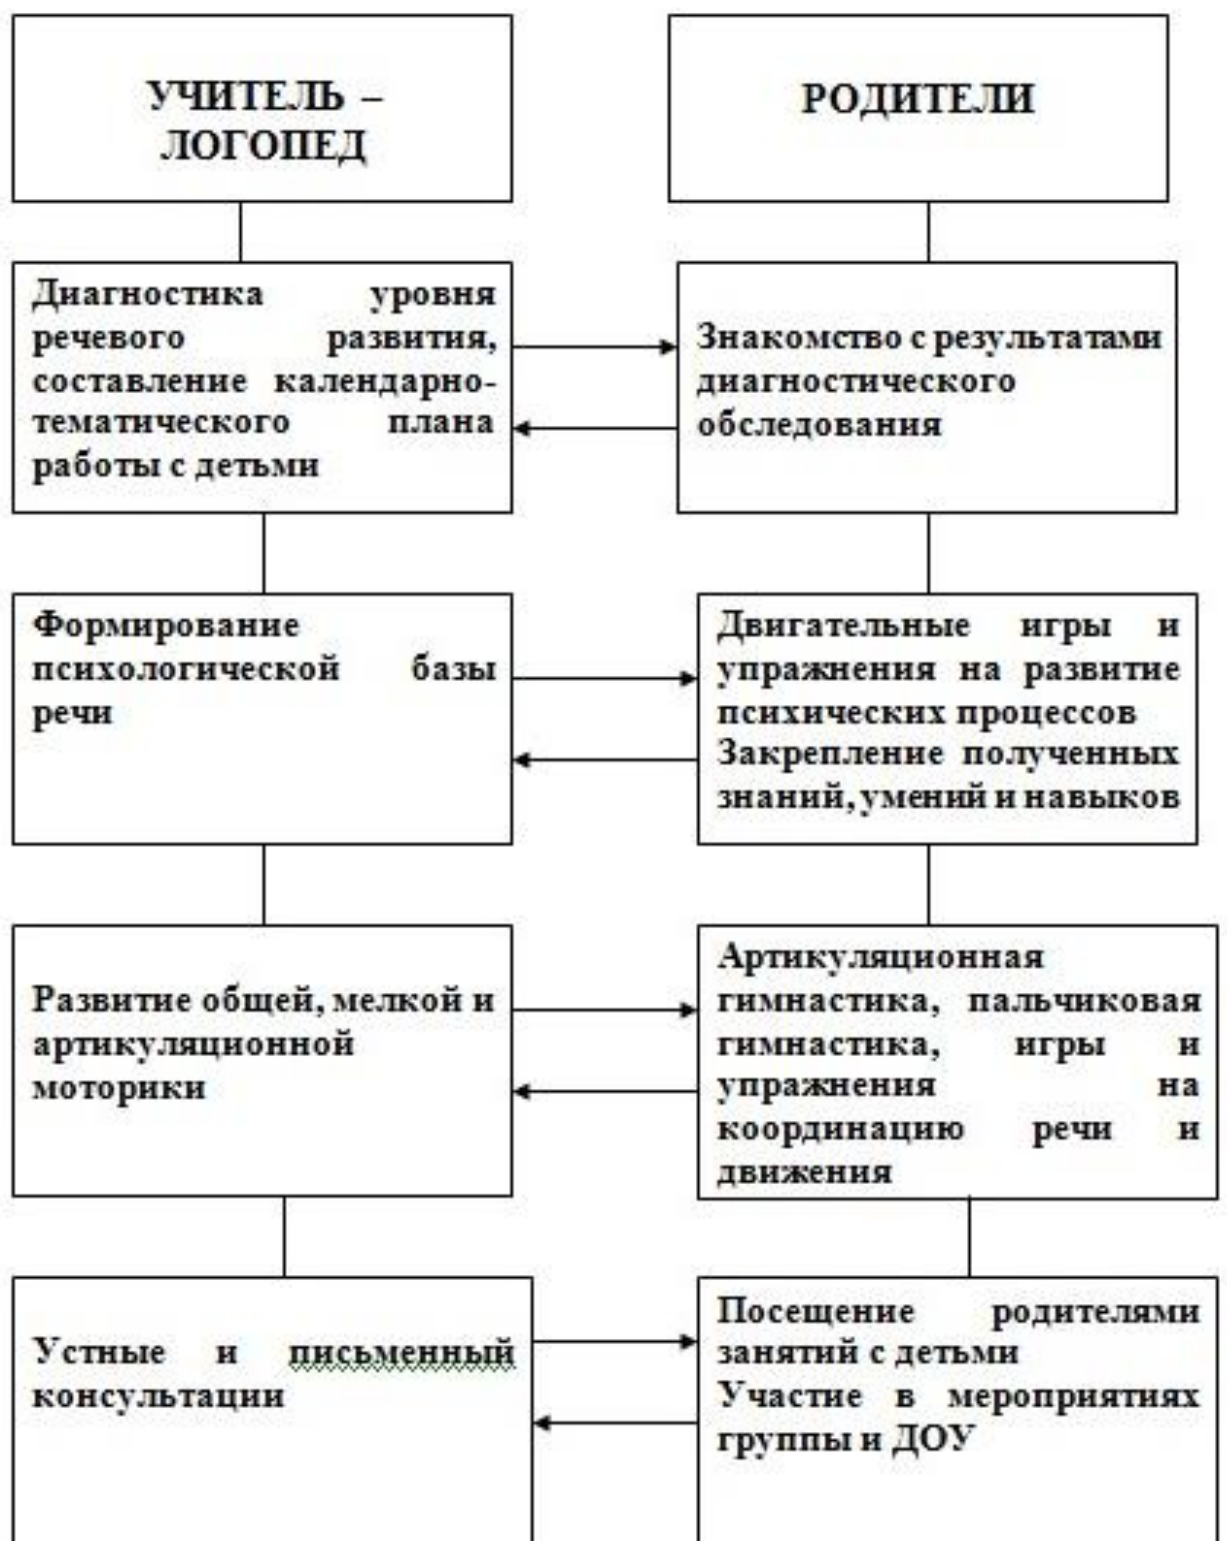 УЧИТЕЛЬ –
ЛОГОПЕД
РОДИТЕЛИ
Диагностика уровня
речевого развития,
составление календарно-
тематического плана
работы с детьми
Знакомство с результатами
диагностического
обследования
Формирование
психологической базы
речи
Двигательные игры и
упражнения на развитие
психических процессов
Закрепление полученных
знаний, умений и навыков
Развитие общей, мелкой и
артикуляционной
моторики
Артикуляционная
гимнастика, пальчиковая
гимнастика, игры и
упражнения на
координацию речи и
движения
Устные и письменный
консультации
Посещение родителями
занятий с детьми
Участие в мероприятиях
группы и ДОУ